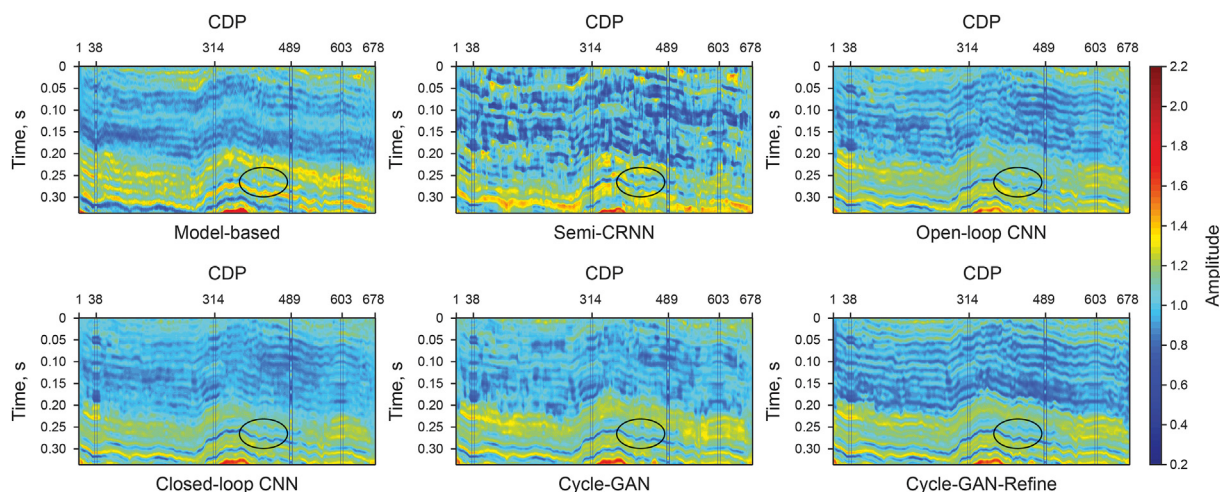 CDP
CDP
CDP
1 38 314 489 603 678
1 38 314 489 603 678
1 38 314 489 603 678
Time, s
0
0.05
0.10
0.15
0.20
0.25
0.30
Model-based
Time, s
0
0.05
0.10
0.15
0.20
0.25
0.30
Semi-CRNN
Time, s
0
0.05
0.10
0.15
0.20
0.25
0.30
Open-loop CNN
CDP
CDP
CDP
1 38 314 489 603 678
1 38 314 489 603 678
1 38 314 489 603 678
Time, s
0
0.05
0.10
0.15
0.20
0.25
0.30
Closed-loop CNN
Time, s
0
0.05
0.10
0.15
0.20
0.25
0.30
Cycle-GAN
Time, s
0
0.05
0.10
0.15
0.20
0.25
0.30
Cycle-GAN-Refine
2.2
2.0
1.8
1.6
1.4
1.2
1.0
0.8
0.6
0.4
0.2
Amplitude